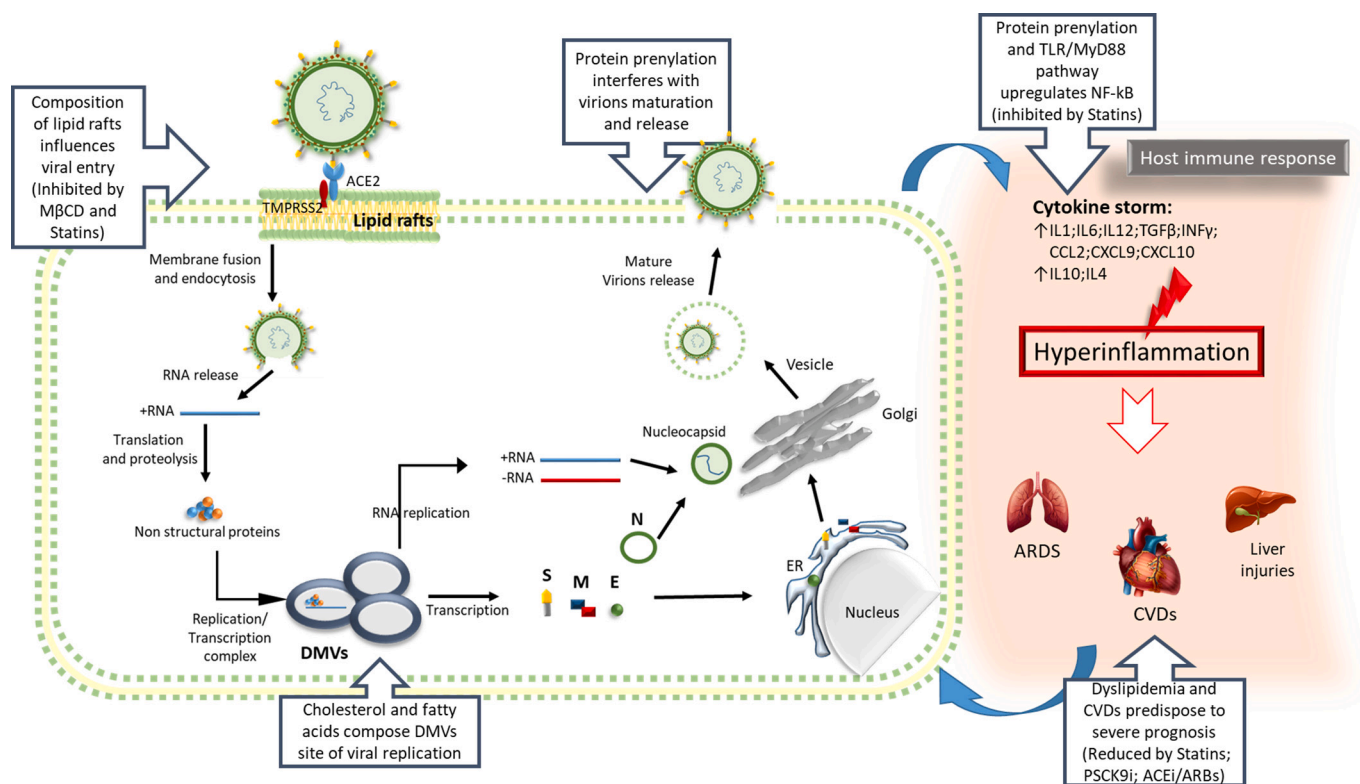 Composition
of lipid rafts
influences
viral entry
(Inhibited by
MβCD and
Statins)
ACE2
TMPRSS2
Lipid rafts
Membrane fusion
and endocytosis
RNA release
+RNA
Translation
and proteolysis
Non structural proteins
Replication/
Transcription
complex
DMVs
Cholesterol and fatty
acids compose DMVs
site of viral replication
RNA replication
Transcription
+RNA
-RNA
N
S
M
E
Nucleocapsid
ER
Nucleus
Golgi
Vesicle
Mature
Virions release
Protein prenylation
interferes with
virions maturation
and release
Protein prenylation
and TLR/MyD88
pathway
upregulates NF-kB
(inhibited by Statins)
Host immune response
Cytokine storm:
↑IL1;IL6;IL12;TGFβ;INFγ;
CCL2;CXCL9;CXCL10
↑IL10;IL4
Hyperinflammation
ARDS
CVDs
Liver
injuries
Dyslipidemia and
CVDs predispose to
severe prognosis
(Reduced by Statins;
PSCK9i; ACEi/ARBs)